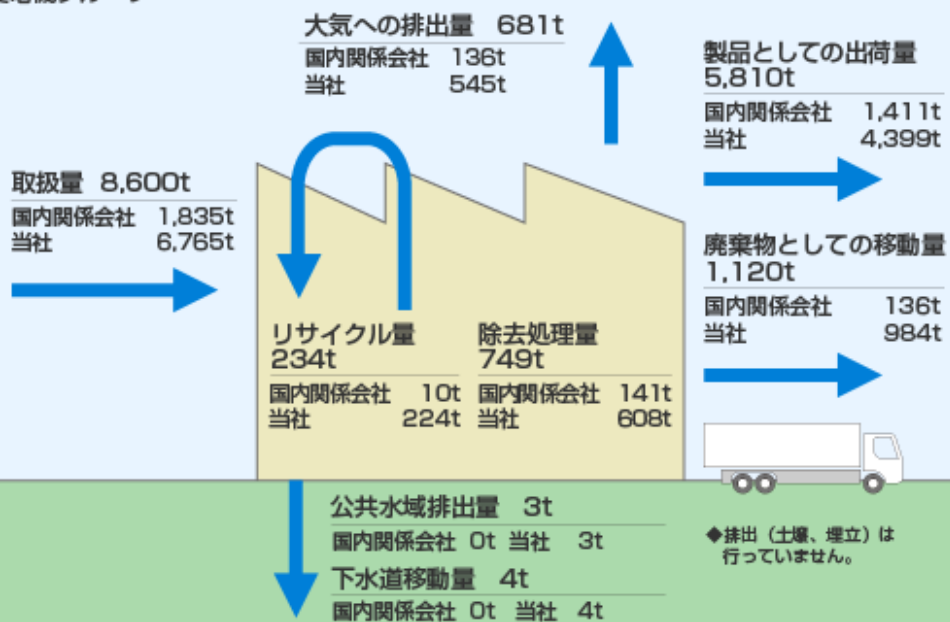 大気への排出量 681t
国内関係会社 136t
当社 545t
製品としての出荷量
5,810t
国内関係会社 1,411t
当社 4,399t
取扱量 8,600t
国内関係会社 1,835t
当社 6,765t
廃棄物としての移動量
1,120t
国内関係会社 136t
当社 984t
リサイクル量
234t
国内関係会社 10t
当社 224t
除去処理量
749t
国内関係会社 141t
当社 608t
公共水域排出量 3t
国内関係会社 0t 当社 3t
下水道移動量 4t
国内関係会社 0t 当社 4t
◆排出（土壌、埋立）は
行っていません。